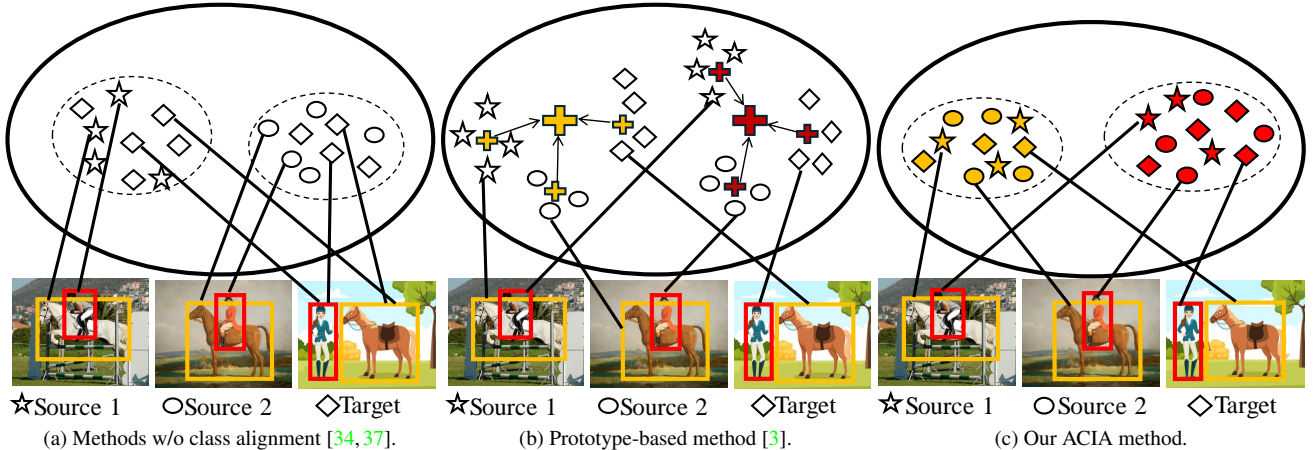 Source 1 Source 2 Target
(a) Methods w/o class alignment [34, 37].
Source 1 Source 2 Target
(b) Prototype-based method [3].
Source 1 Source 2 Target
(c) Our ACIA method.